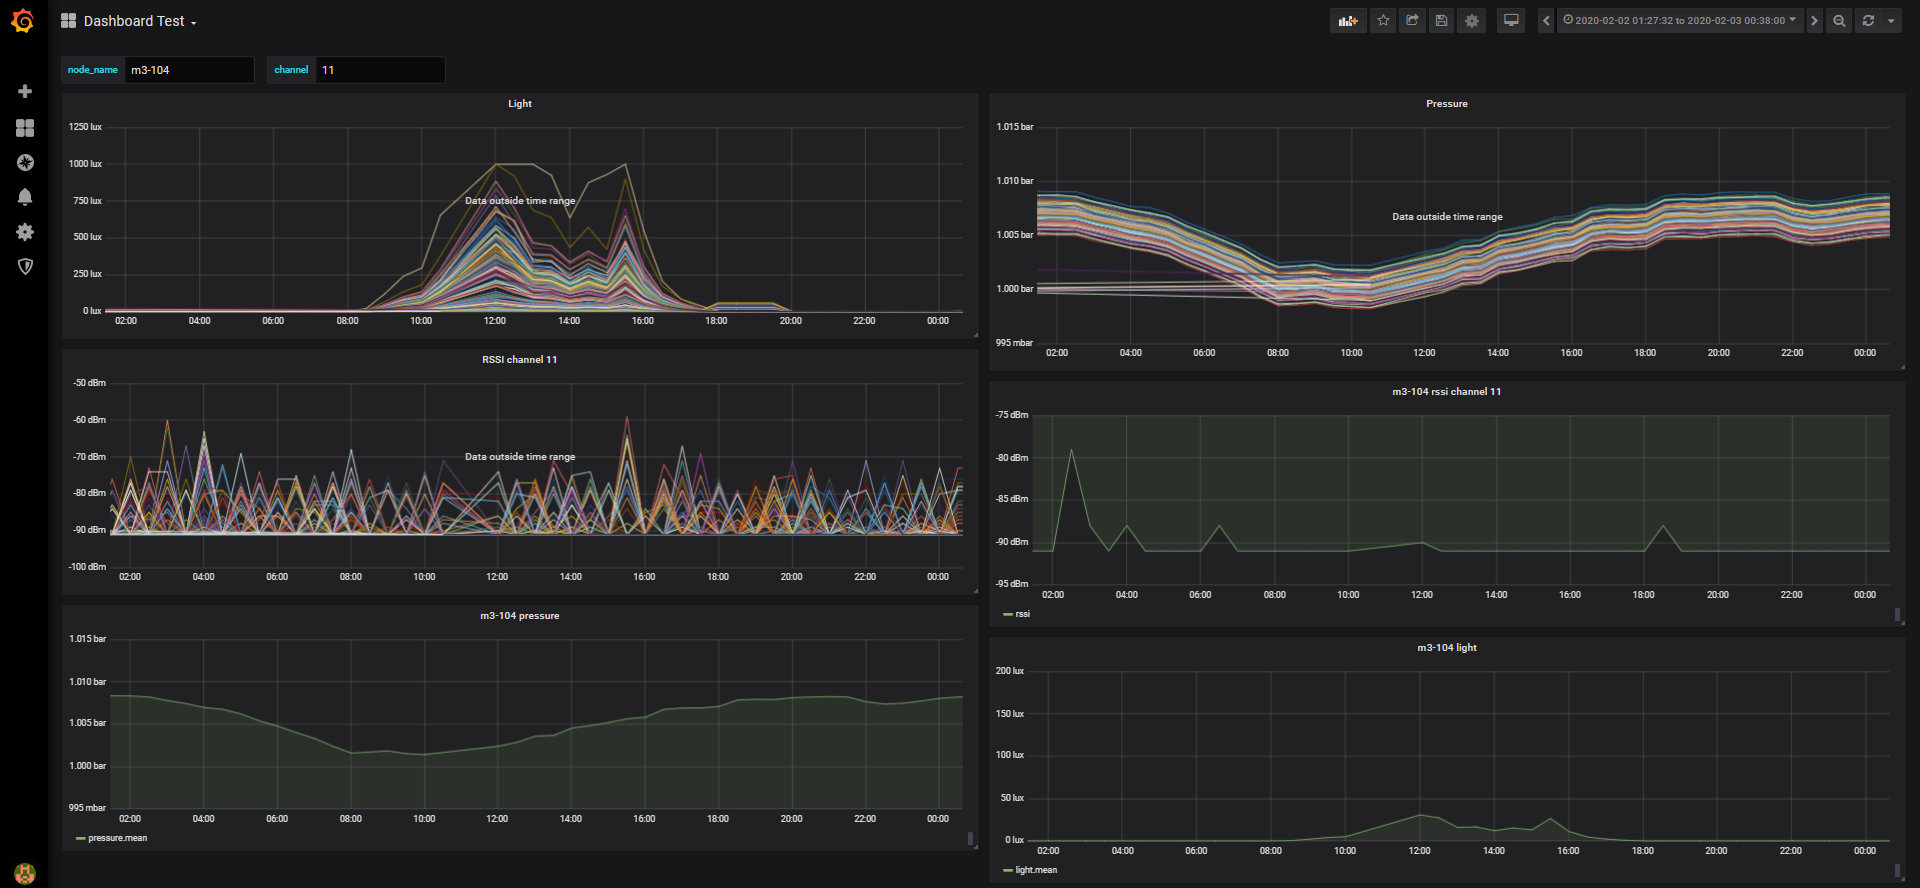 Dashboard Test
2020-02-02 01:27:32 to 2020-02-03 00:38:00
node_name m3-104 channel 11
Light
1250 lux
1000 lux
750 lux
500 lux
250 lux
0 lux
Data outside time range
02:00 04:00 06:00 08:00 10:00 12:00 14:00 16:00 18:00 20:00 22:00 00:00
Pressure
1.015 bar
1.010 bar
1.005 bar
1.000 bar
995 mbar
Data outside time range
02:00 04:00 06:00 08:00 10:00 12:00 14:00 16:00 18:00 20:00 22:00 00:00
RSSI channel 11
-50 dBm
-60 dBm
-70 dBm
-80 dBm
-90 dBm
-100 dBm
Data outside time range
02:00 04:00 06:00 08:00 10:00 12:00 14:00 16:00 18:00 20:00 22:00 00:00
m3-104 rssi channel 11
-75 dBm
-80 dBm
-85 dBm
-90 dBm
-95 dBm
02:00 04:00 06:00 08:00 10:00 12:00 14:00 16:00 18:00 20:00 22:00 00:00
rssi
m3-104 pressure
1.015 bar
1.010 bar
1.005 bar
1.000 bar
995 mbar
02:00 04:00 06:00 08:00 10:00 12:00 14:00 16:00 18:00 20:00 22:00 00:00
pressure.mean
m3-104 light
200 lux
150 lux
100 lux
50 lux
0 lux
02:00 04:00 06:00 08:00 10:00 12:00 14:00 16:00 18:00 20:00 22:00 00:00
light.mean